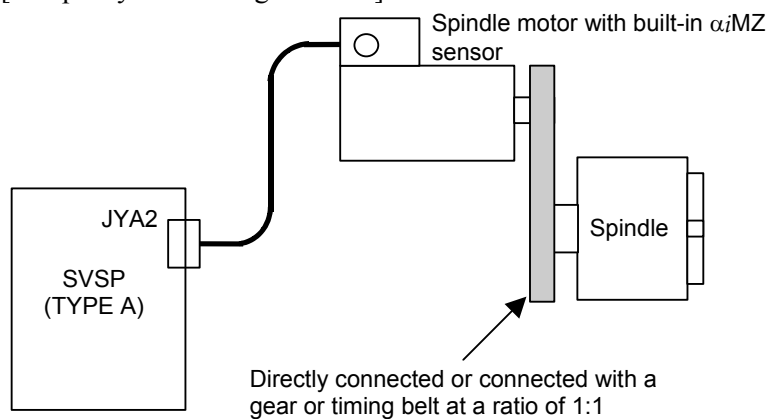 Spindle motor with built-in αiMZ
sensor
JYA2
SVSP
(TYPE A)
Spindle
Directly connected or connected with a
gear or timing belt at a ratio of 1:1